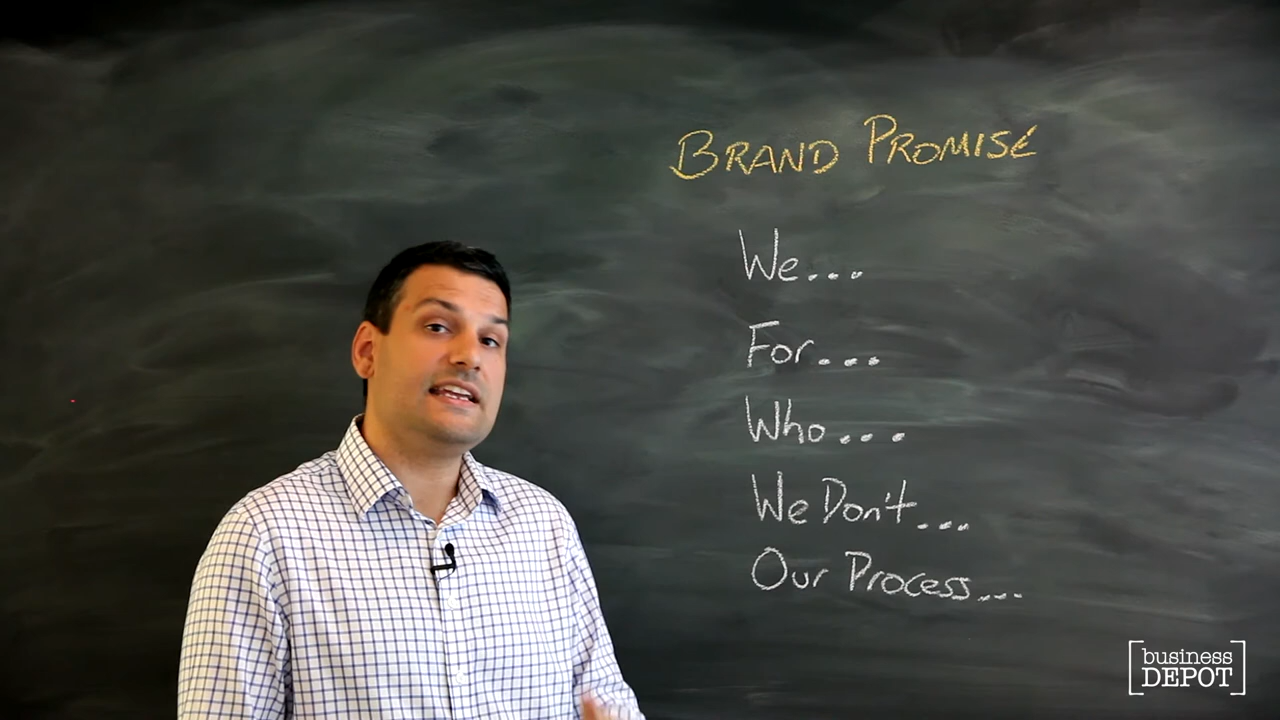 BRAND PROMISE
We...
For...
Who...
We Don't...
Our Process....
[business
DEPOT]